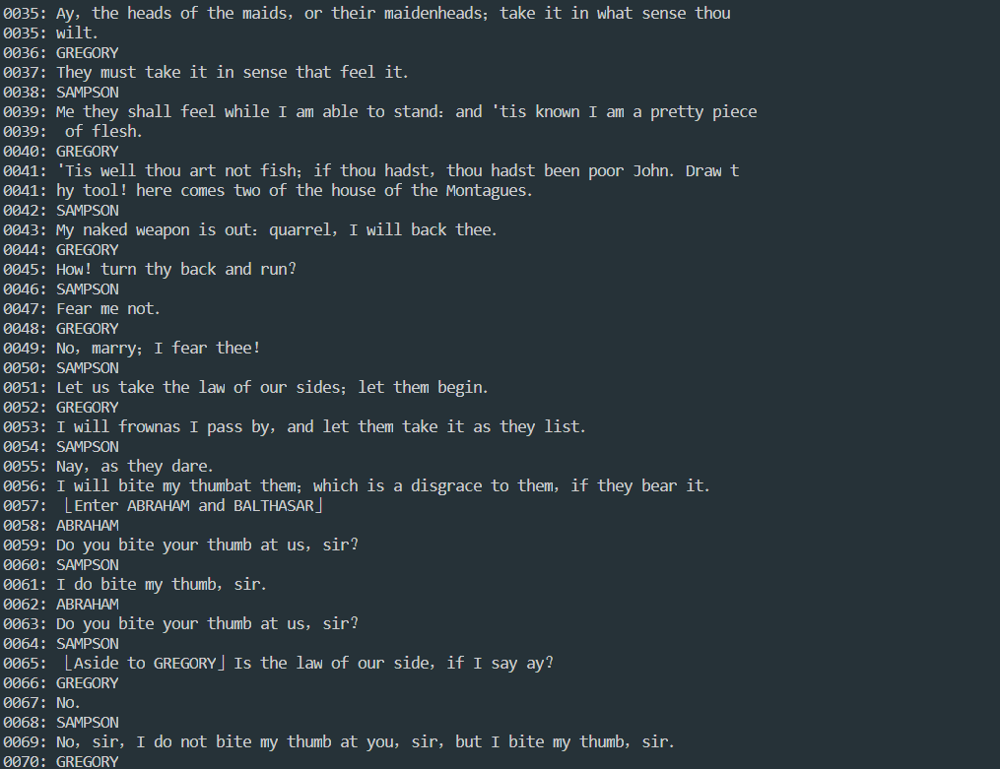 0035: Ay, the heads of the maids, or their maidenheads; take it in what sense thou
0035: wilt.
0036: GREGORY
0037: They must take it in sense that feel it.
0038: SAMPSON
0039: Me they shall feel while I am able to stand: and 'tis known I am a pretty piece
0039:  of flesh.
0040: GREGORY
0041: 'Tis well thou art not fish; if thou hadst, thou hadst been poor John. Draw t
0041: hy tool! here comes two of the house of the Montagues.
0042: SAMPSON
0043: My naked weapon is out: quarrel, I will back thee.
0044: GREGORY
0045: How! turn thy back and run?
0046: SAMPSON
0047: Fear me not.
0048: GREGORY
0049: No, marry; I fear thee!
0050: SAMPSON
0051: Let us take the law of our sides; let them begin.
0052: GREGORY
0053: I will frownas I pass by, and let them take it as they list.
0054: SAMPSON
0055: Nay, as they dare.
0056: I will bite my thumbat them; which is a disgrace to them, if they bear it.
0057:  ⌊Enter ABRAHAM and BALTHASAR⌋
0058: ABRAHAM
0059: Do you bite your thumb at us, sir?
0060: SAMPSON
0061: I do bite my thumb, sir.
0062: ABRAHAM
0063: Do you bite your thumb at us, sir?
0064: SAMPSON
0065:  ⌊Aside to GREGORY⌋ Is the law of our side, if I say ay?
0066: GREGORY
0067: No.
0068: SAMPSON
0069: No, sir, I do not bite my thumb at you, sir, but I bite my thumb, sir.
0070: GREGORY